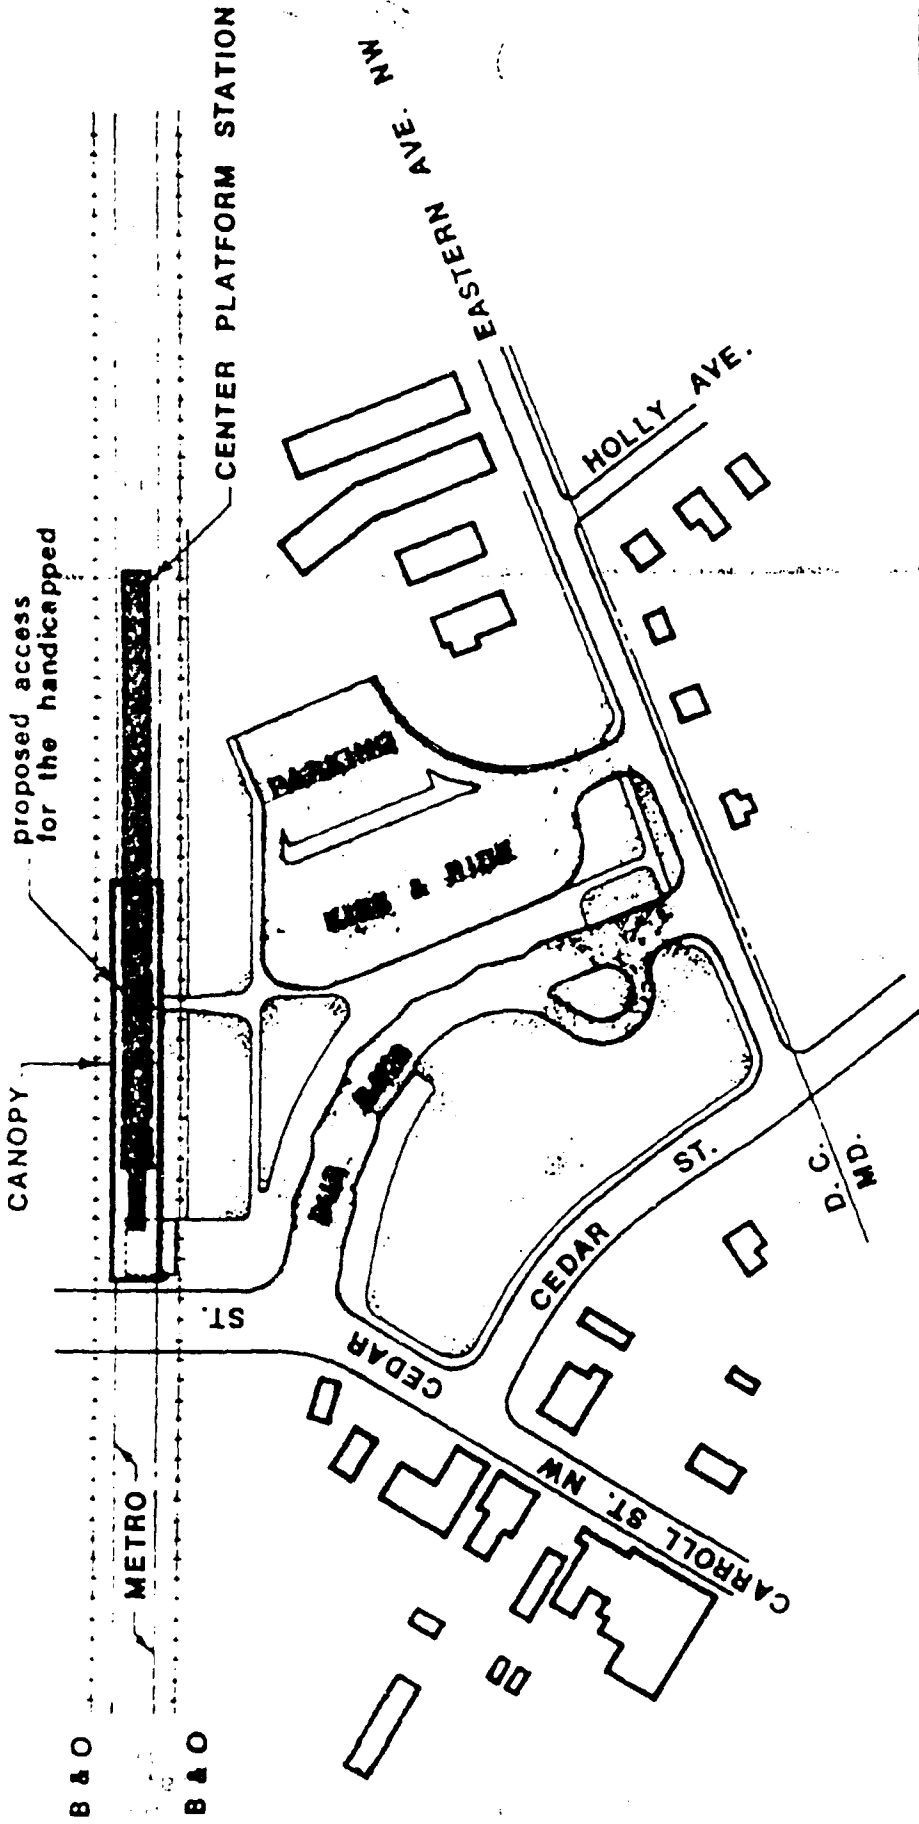 B & O
METRO
B & O
CANOPY
proposed access
for the handicapped
CENTER PLATFORM STATION
ST.
CEDAR
BUS BAYS
KISS & RIDE
PARKING
CEDAR ST.
CARROLL ST. NW
D.C.
MD.
EASTERN AVE. NW
HOLLY AVE.